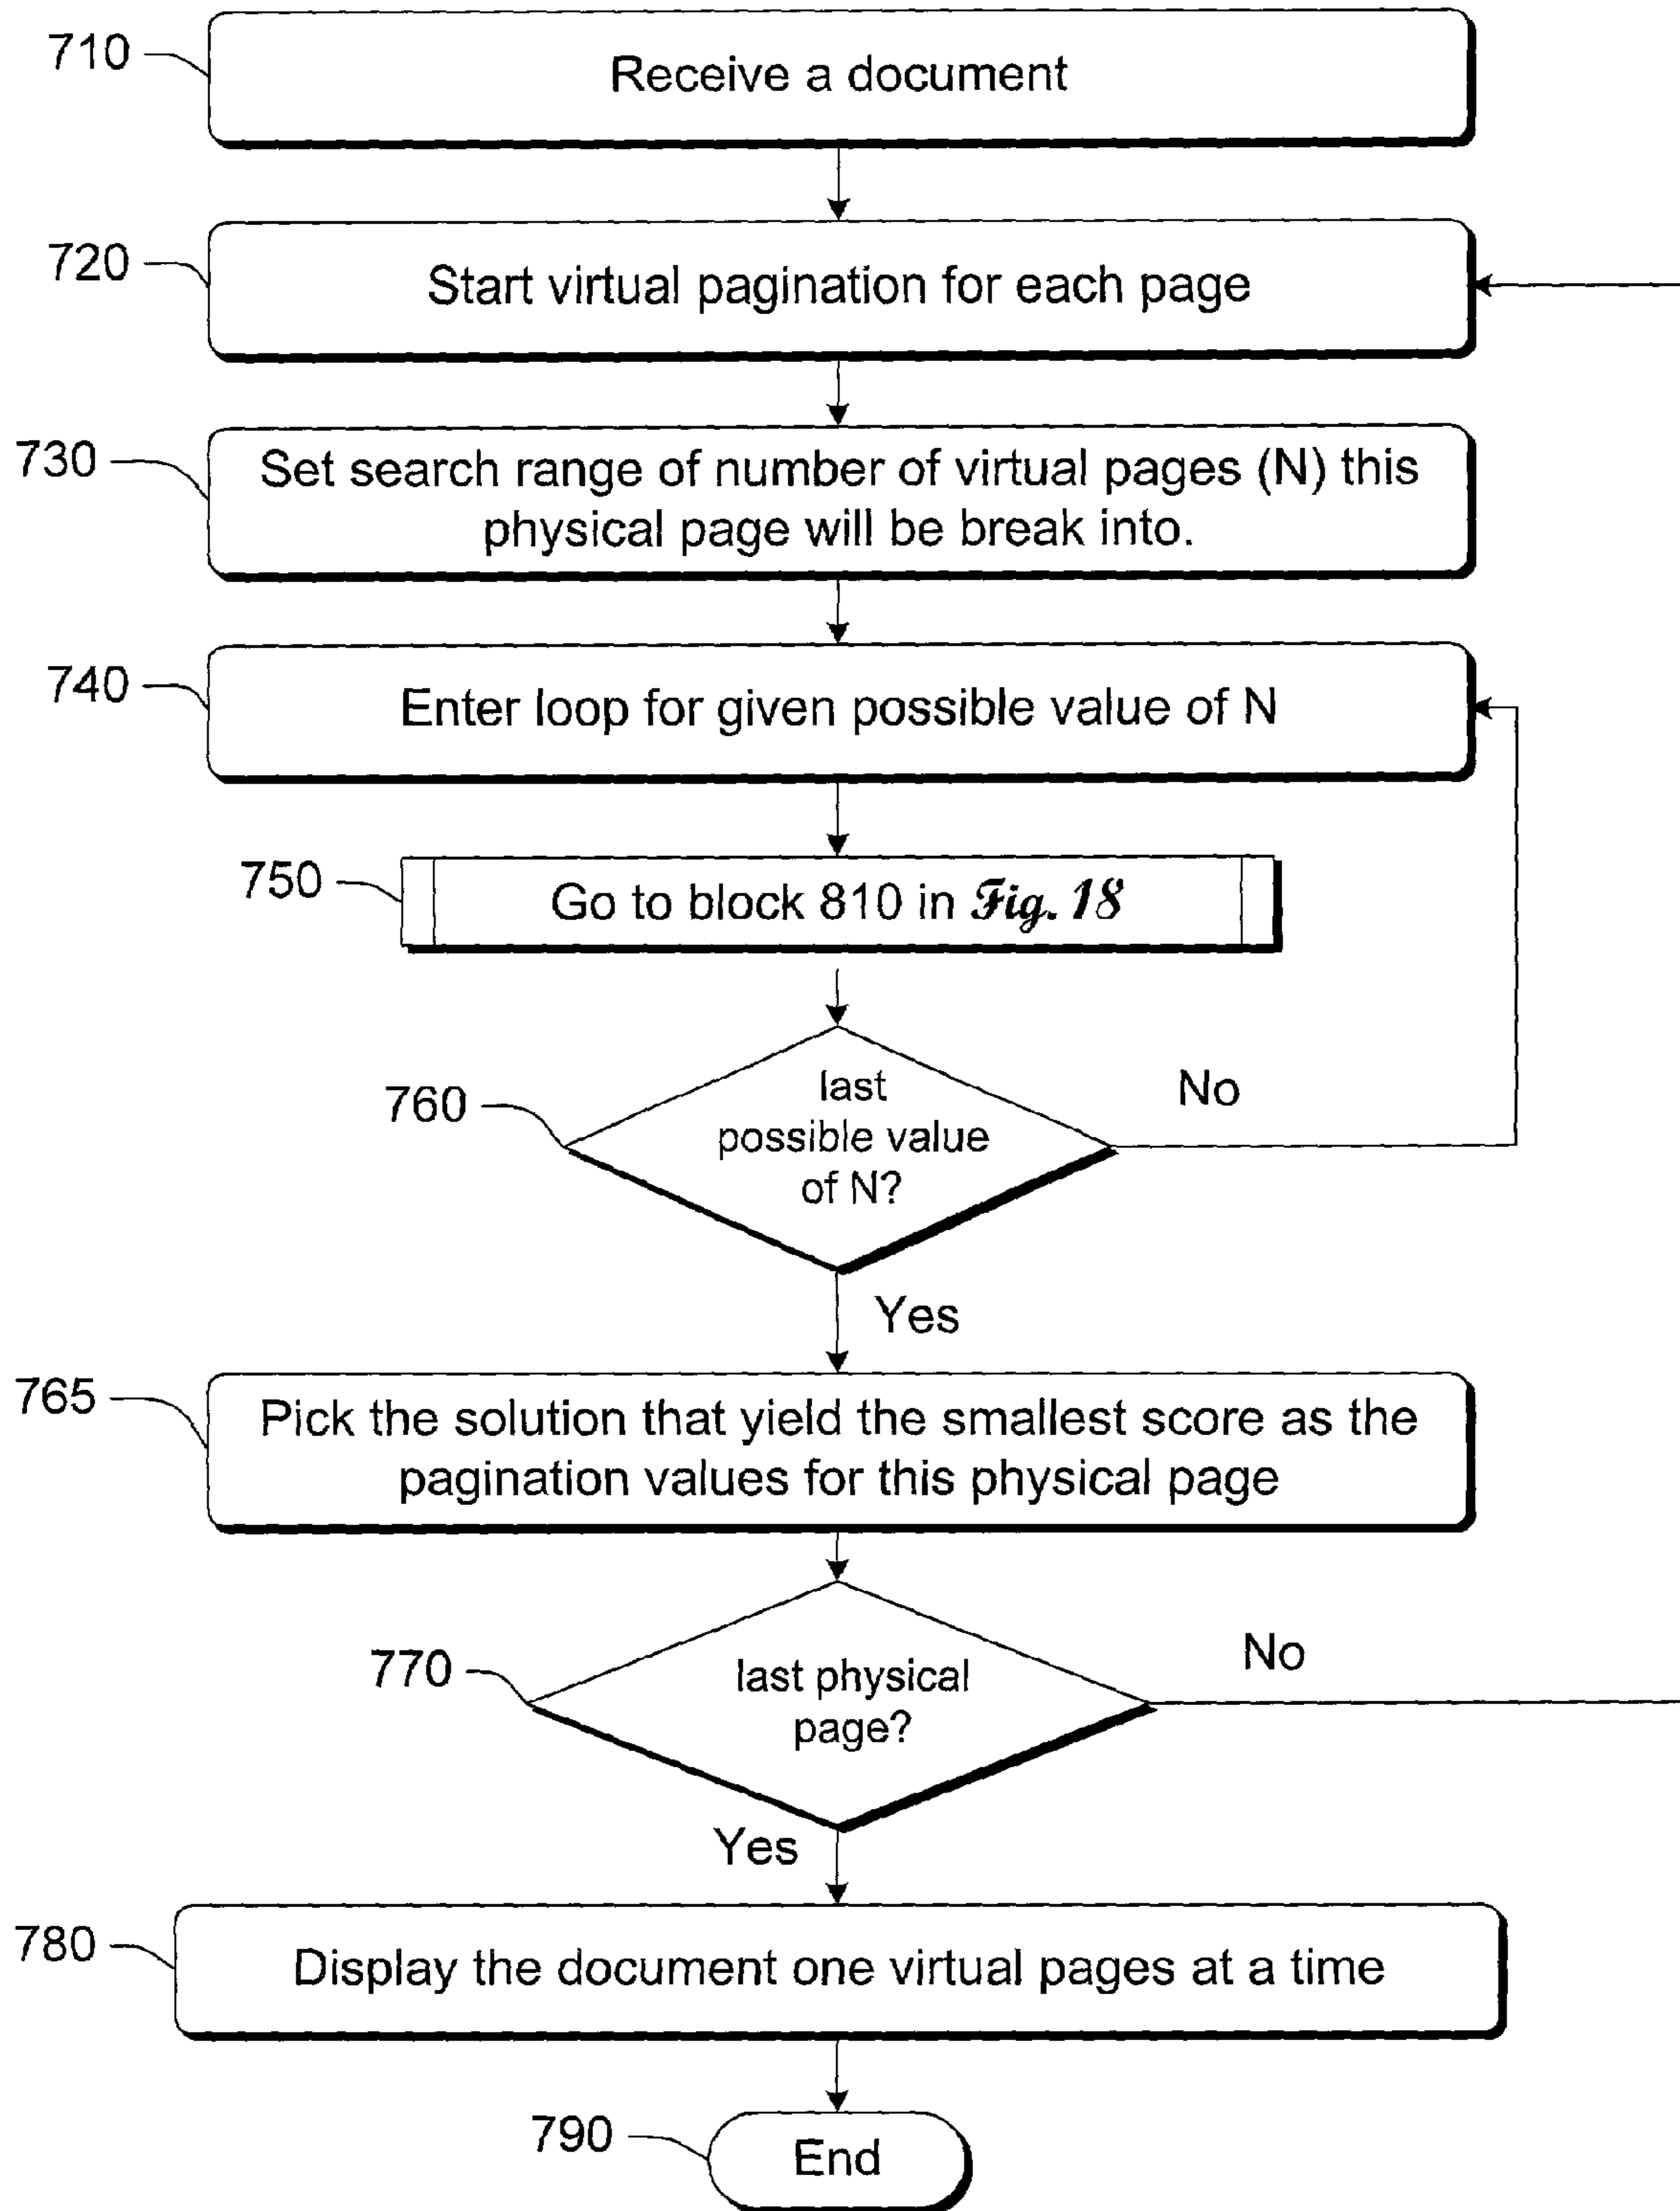 710
Receive a document
720
Start virtual pagination for each page
730
Set search range of number of virtual pages (N) this
physical page will be break into.
740
Enter loop for given possible value of N
750
Go to block 810 in Fig. 18
760
last
possible value
of N?
No
Yes
765
Pick the solution that yield the smallest score as the
pagination values for this physical page
770
last physical
page?
No
Yes
780
Display the document one virtual pages at a time
790
End